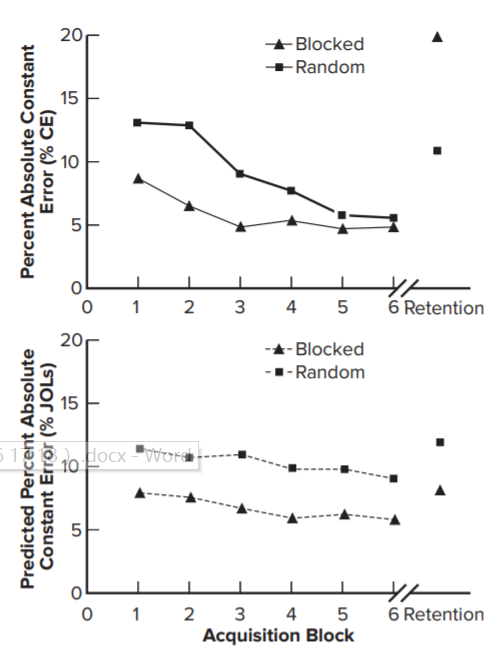 20
Blocked
Random
15
Percent Absolute Constant
Error (% CE)
10
5
0
0 1 2 3 4 5 6 Retention
20
Blocked
Random
15
Predicted Percent Absolute
Constant Error (% JOLs)
.docx - Word
10
5
0
0 1 2 3 4 5 6 Retention
Acquisition Block